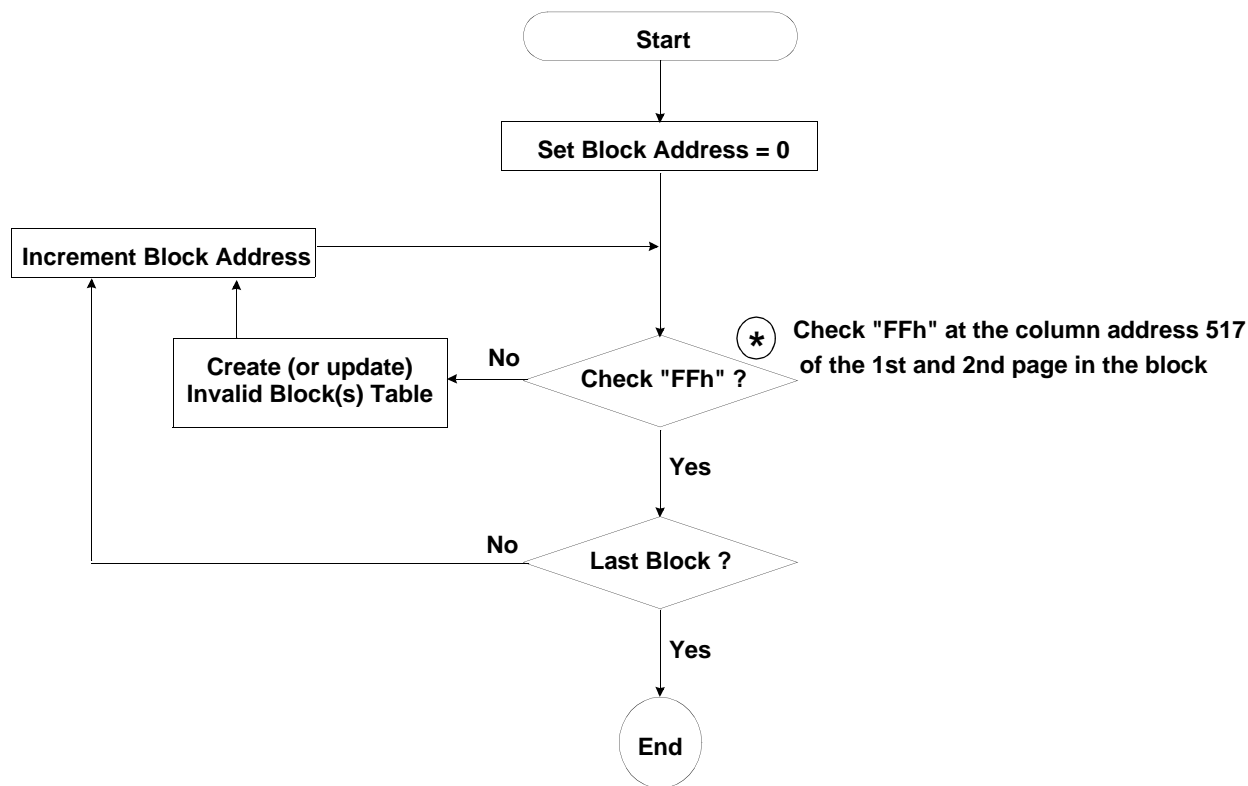 Start
Set Block Address = 0
Increment Block Address
* Check "FFh" at the column address 517
of the 1st and 2nd page in the block
No
Create (or update)
Invalid Block(s) Table
Check "FFh" ?
Yes
No
Last Block ?
Yes
End